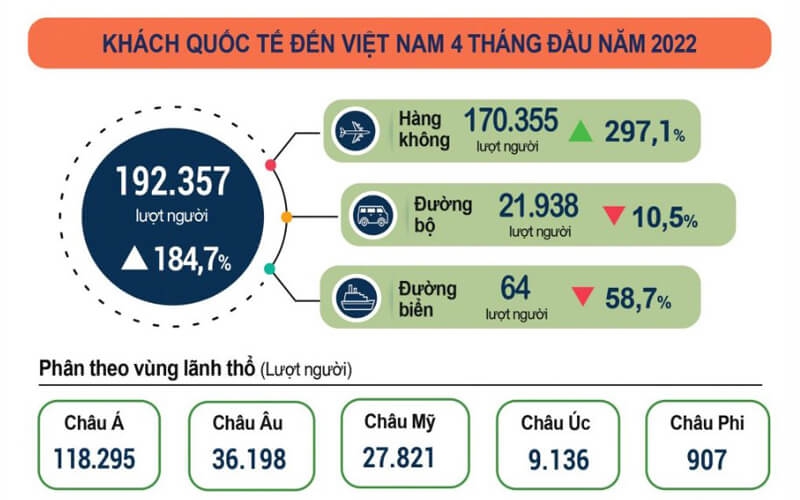 KHÁCH QUỐC TẾ ĐẾN VIỆT NAM 4 THÁNG ĐẦU NĂM 2022
192.357
lượt người
▲ 184,7%
Hàng không
170.355
lượt người
▲ 297,1%
Đường bộ
21.938
lượt người
▼ 10,5%
Đường biển
64
lượt người
▼ 58,7%
Phân theo vùng lãnh thổ (Lượt người)
Châu Á
118.295
Châu Âu
36.198
Châu Mỹ
27.821
Châu Úc
9.136
Châu Phi
907